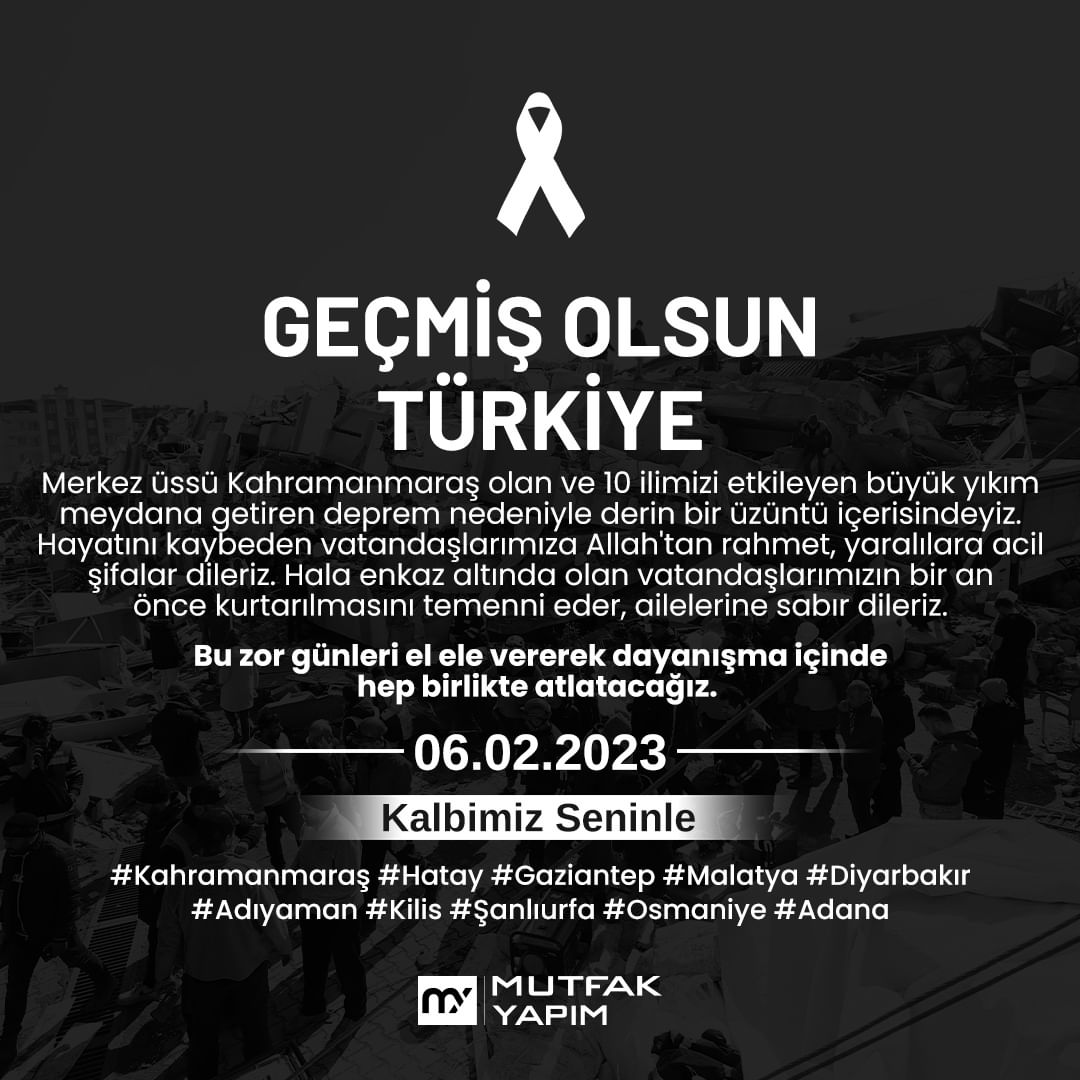 GEÇMİŞ OLSUN
TÜRKİYE
Merkez üssü Kahramanmaraş olan ve 10 ilimizi etkileyen büyük yıkım
meydana getiren deprem nedeniyle derin bir üzüntü içerisindeyiz.
Hayatını kaybeden vatandaşlarımıza Allah'tan rahmet, yaralılara acil
şifalar dileriz. Hala enkaz altında olan vatandaşlarımızın bir an
önce kurtarılmasını temenni eder, ailelerine sabır dileriz.
Bu zor günleri el ele vererek dayanışma içinde
hep birlikte atlatacağız.
06.02.2023
Kalbimiz Seninle
#Kahramanmaraş #Hatay #Gaziantep #Malatya #Diyarbakır
#Adıyaman #Kilis #Şanlıurfa #Osmaniye #Adana
my MUTFAK
YAPIM